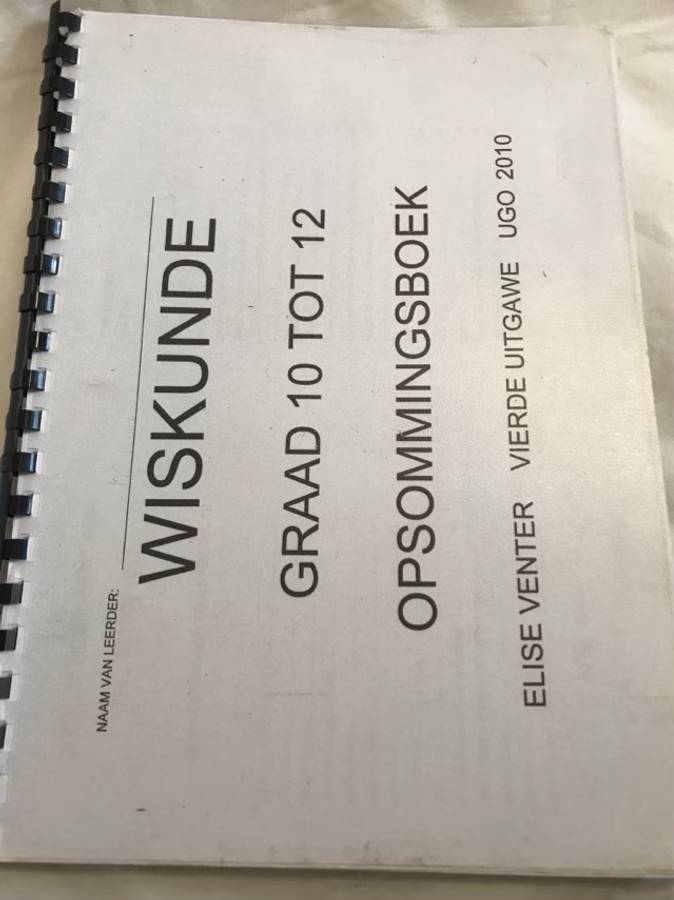 NAAM VAN LEERDER:
WISKUNDE
GRAAD 10 TOT 12
OPSOMMINGSBOEK
ELISE VENTER VIERDE UITGAWE UGO 2010